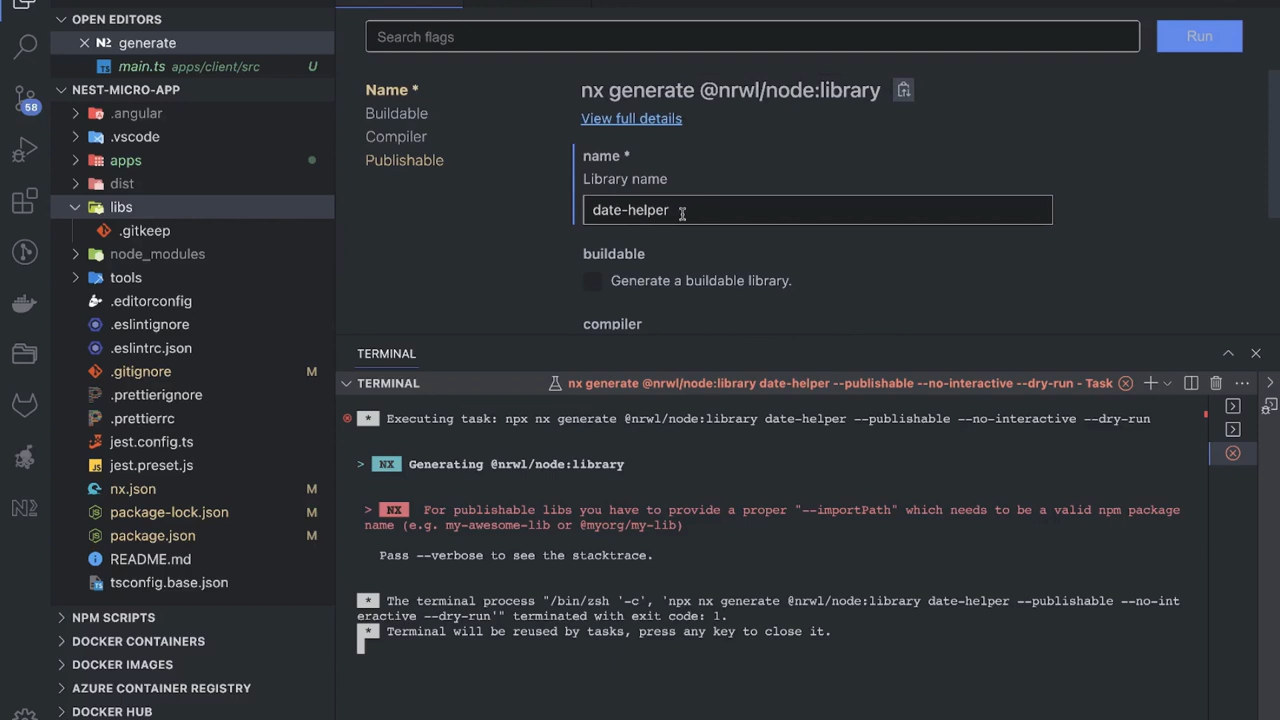 OPEN EDITORS
generate
main.ts apps/client/src U
NEST-MICRO-APP
.angular
.vscode
apps
dist
libs
.gitkeep
node_modules
tools
.editorconfig
.eslintignore
.eslintrc.json
.gitignore M
.prettierignore
.prettierrc
jest.config.ts
jest.preset.js
nx.json M
package-lock.json M
package.json M
README.md
tsconfig.base.json
NPM SCRIPTS
DOCKER CONTAINERS
DOCKER IMAGES
AZURE CONTAINER REGISTRY
DOCKER HUB
58
Search flags
Run
Name *
Buildable
Compiler
Publishable
nx generate @nrwl/node:library
View full details
name *
Library name
date-helper
buildable
Generate a buildable library.
compiler
TERMINAL
TERMINAL
nx generate @nrwl/node:library date-helper --publishable --no-interactive --dry-run - Task
* Executing task: npx nx generate @nrwl/node:library date-helper --publishable --no-interactive --dry-run
> NX Generating @nrwl/node:library
> NX For publishable libs you have to provide a proper "--importPath" which needs to be a valid npm package
name (e.g. my-awesome-lib or @myorg/my-lib)
Pass --verbose to see the stacktrace.
* The terminal process "/bin/zsh '-c', 'npx nx generate @nrwl/node:library date-helper --publishable --no-int
eractive --dry-run'" terminated with exit code: 1.
* Terminal will be reused by tasks, press any key to close it.